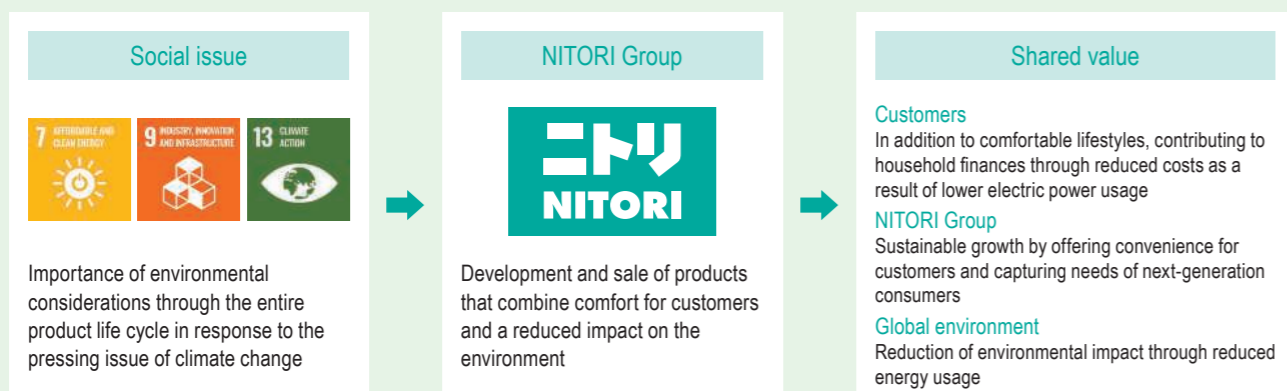 Social issue
7 AFFORDABLE AND
CLEAN ENERGY
9 INDUSTRY, INNOVATION
AND INFRASTRUCTURE
13 CLIMATE
ACTION
Importance of environmental
considerations through the entire
product life cycle in response to the
pressing issue of climate change
NITORI Group
ニトリ
NITORI
Development and sale of products
that combine comfort for customers
and a reduced impact on the
environment
Shared value
Customers
In addition to comfortable lifestyles, contributing to
household finances through reduced costs as a
result of lower electric power usage
NITORI Group
Sustainable growth by offering convenience for
customers and capturing needs of next-generation
consumers
Global environment
Reduction of environmental impact through reduced
energy usage